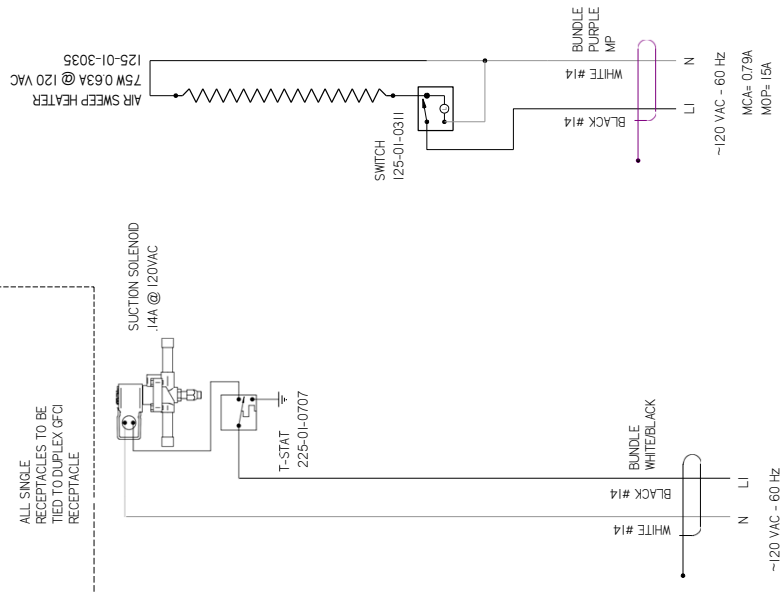 125-01-3035
75W 0.63A @ 120 VAC
AIR SWEEP HEATER
SWITCH
125-01-0311
BUNDLE
PURPLE
MP
WHITE #14
BLACK #14
N
L1
~120 VAC - 60 Hz
MCA= 0.79A
MOP= 15A
ALL SINGLE
RECEPTACLES TO BE
TIED TO DUPLEX GFCI
RECEPTACLE
SUCTION SOLENOID
.14A @ 120VAC
T-STAT
225-01-0707
BUNDLE
WHITE/BLACK
BLACK #14
WHITE #14
L1
N
~120 VAC - 60 Hz